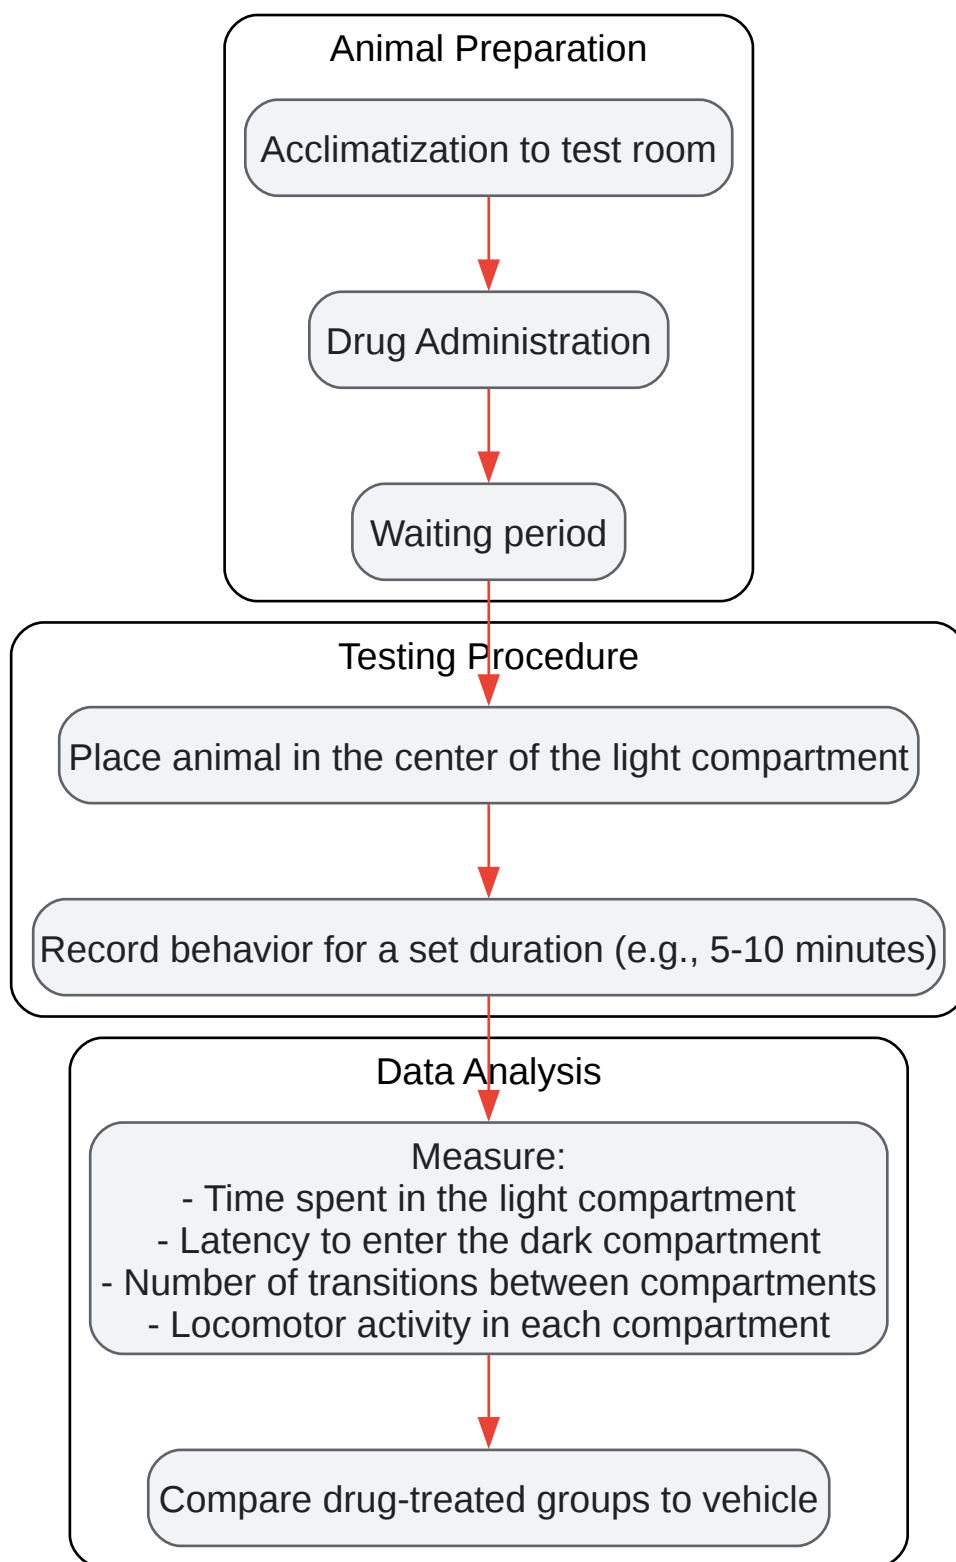 Animal Preparation
Acclimatization to test room
Drug Administration
Waiting period
Testing Procedure
Place animal in the center of the light compartment
Record behavior for a set duration (e.g., 5-10 minutes)
Data Analysis
Measure:
- Time spent in the light compartment
- Latency to enter the dark compartment
- Number of transitions between compartments
- Locomotor activity in each compartment
Compare drug-treated groups to vehicle